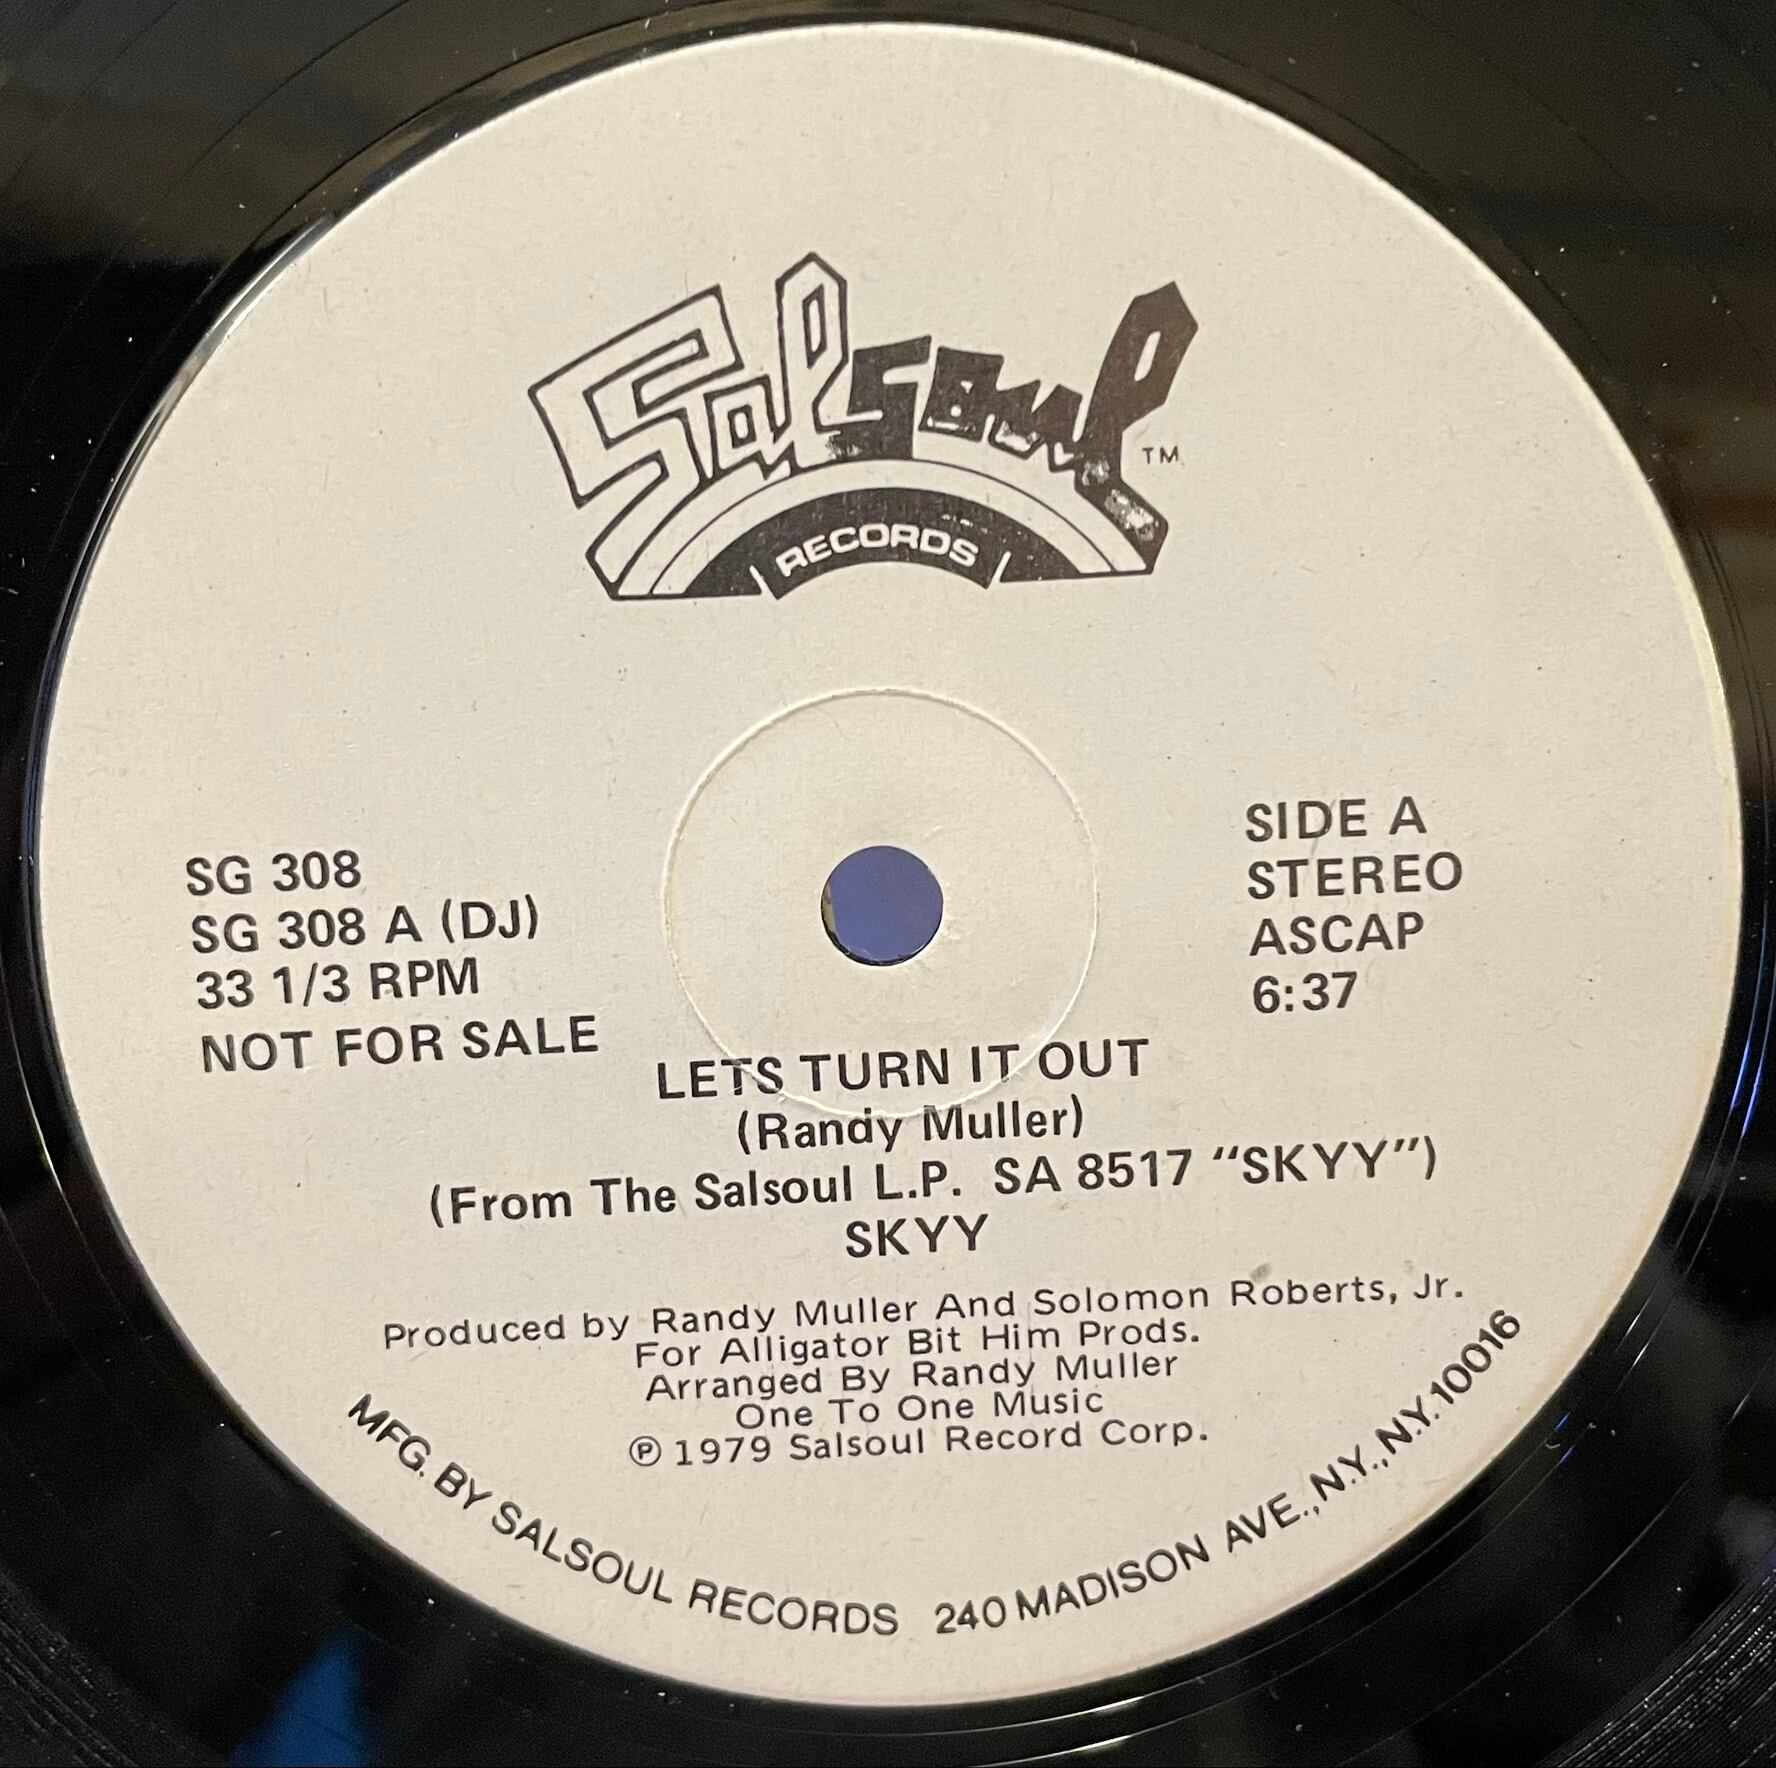 Salsoul TM
RECORDS
SG 308
SG 308 A (DJ)
33 1/3 RPM
NOT FOR SALE
SIDE A
STEREO
ASCAP
6:37
LETS TURN IT OUT
(Randy Muller)
(From The Salsoul L.P. SA 8517 “SKYY”)
SKYY
Produced by Randy Muller And Solomon Roberts, Jr.
For Alligator Bit Him Prods.
Arranged By Randy Muller
One To One Music
℗ 1979 Salsoul Record Corp.
MFG. BY SALSOUL RECORDS 240 MADISON AVE., N.Y., N.Y. 10016